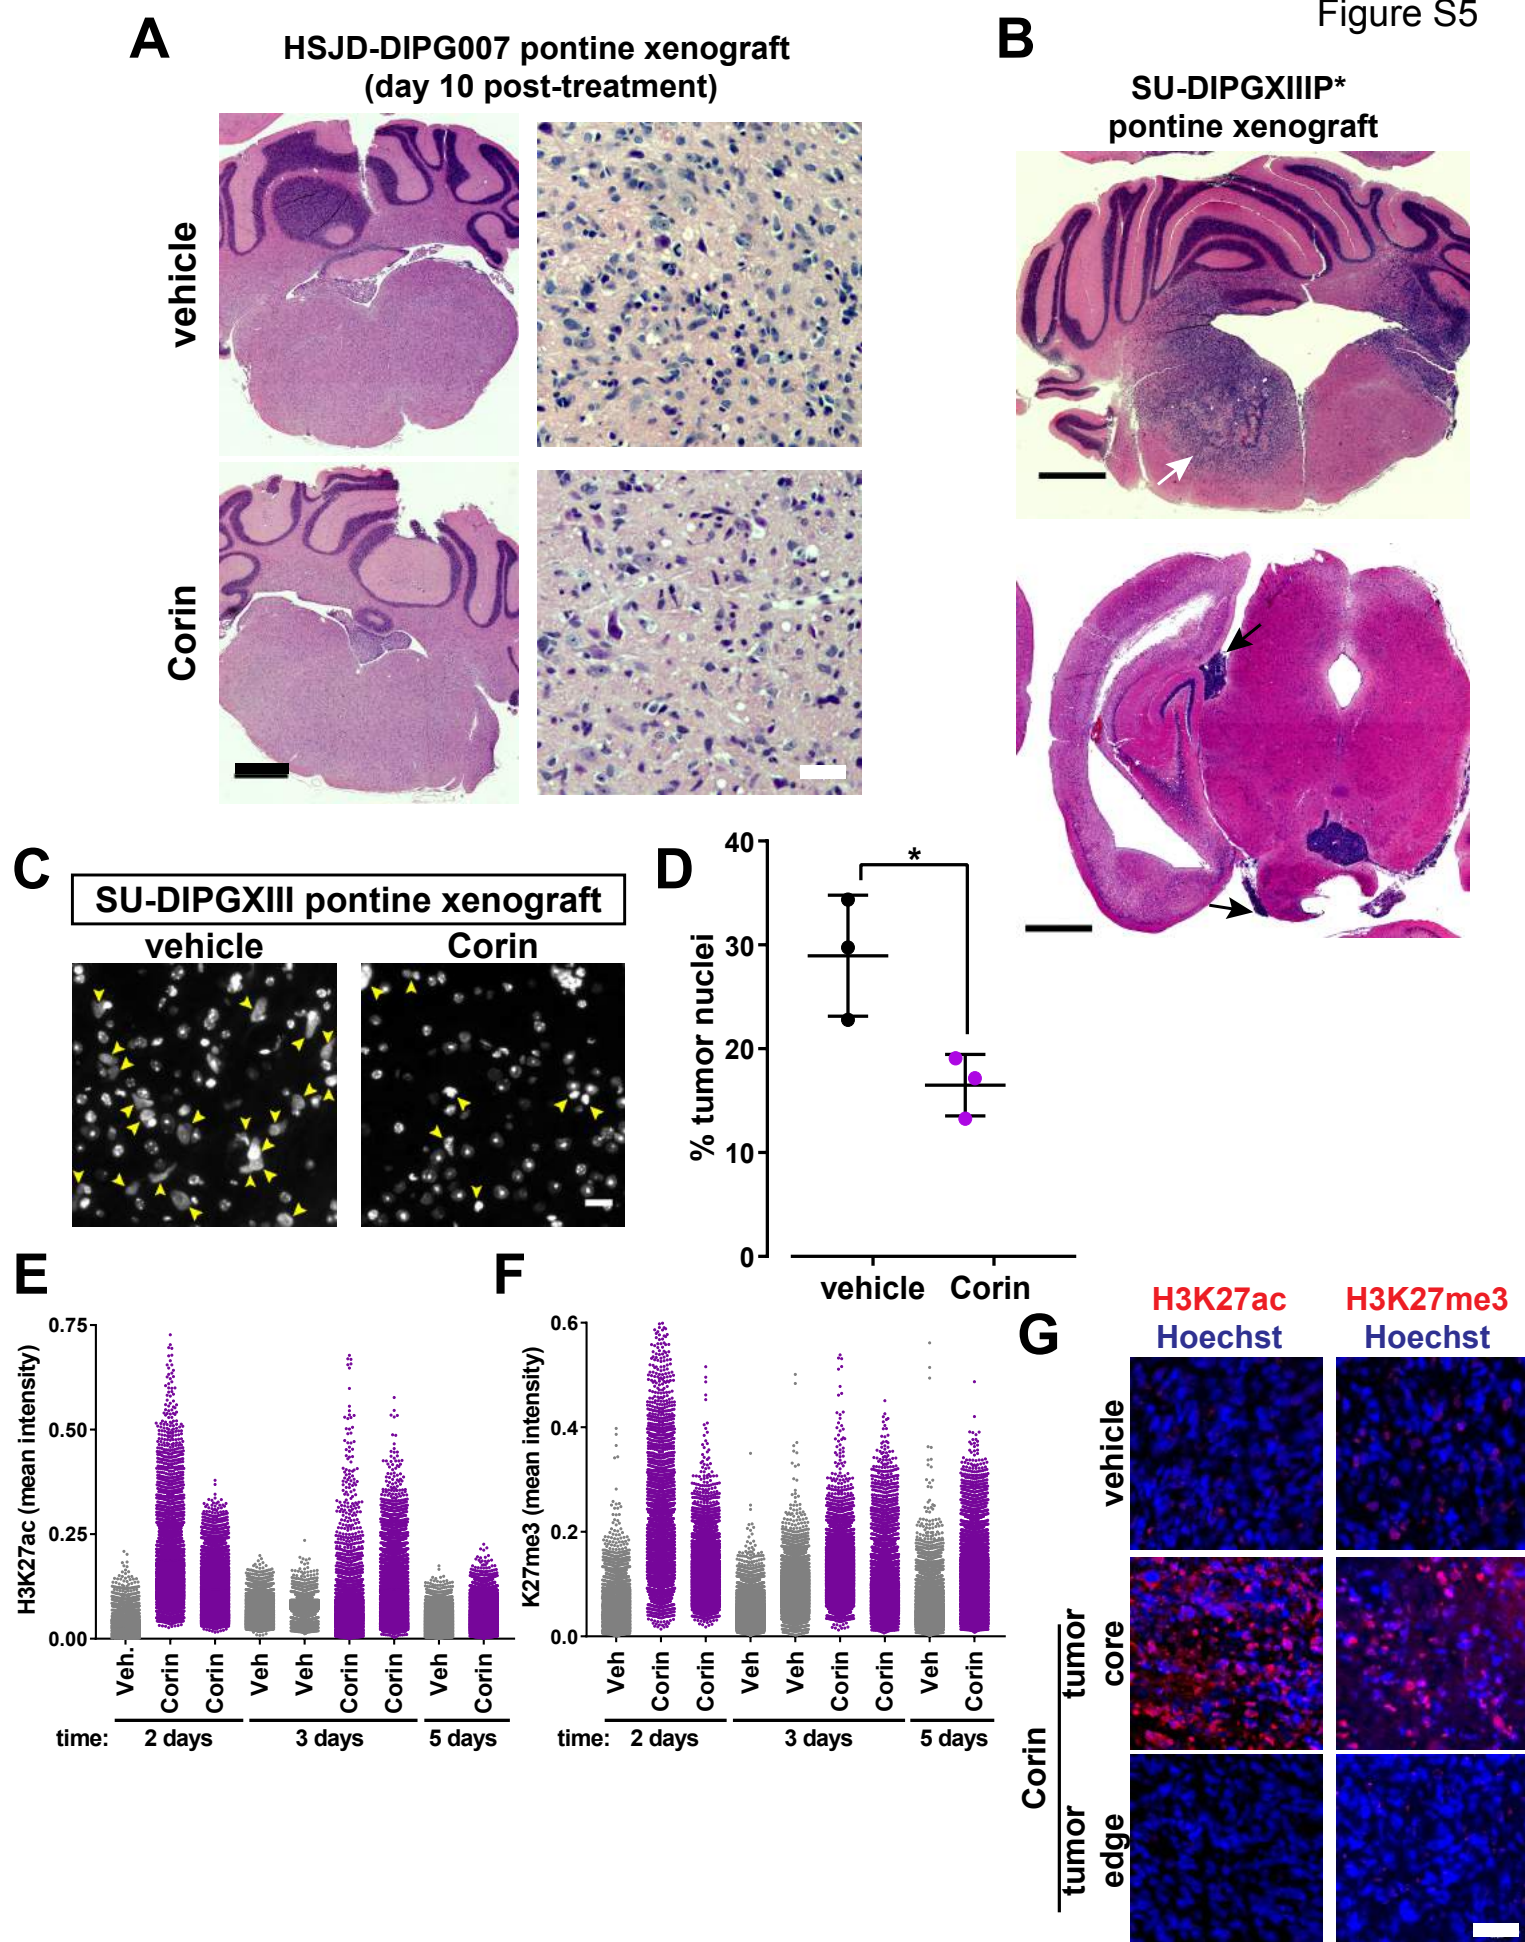 Figure S5
A
HSJD-DIPG007 pontine xenograft
(day 10 post-treatment)
vehicle
Corin
B
SU-DIPGXIIIP*
pontine xenograft
C
SU-DIPGXIII pontine xenograft
vehicle
Corin
D
% tumor nuclei
40
30
20
10
0
*
vehicle
Corin
E
H3K27ac (mean intensity)
0.75
0.50
0.25
0.00
Veh.
Corin
Corin
Veh
Veh
Corin
Corin
Veh
Corin
time:
2 days
3 days
5 days
F
K27me3 (mean intensity)
0.6
0.4
0.2
0.0
Veh
Corin
Corin
Veh
Veh
Corin
Corin
Veh
Corin
time:
2 days
3 days
5 days
G
H3K27ac
Hoechst
H3K27me3
Hoechst
vehicle
Corin
tumor
core
tumor
edge